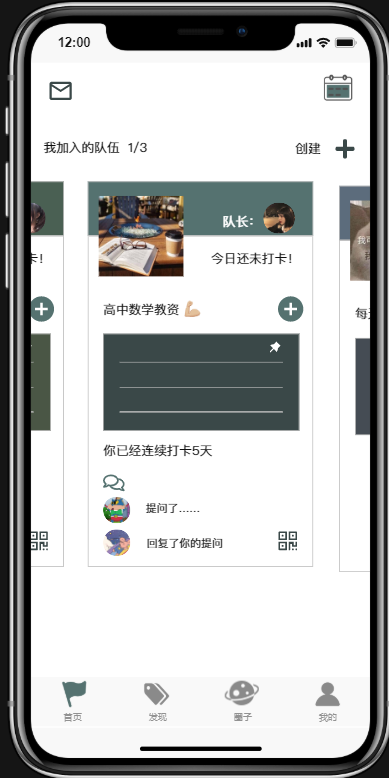 12:00
我加入的队伍 1/3
创建
队长：
今日还未打卡！
卡！
高中数学教资 💪🏼
每天
你已经连续打卡5天
提问了……
回复了你的提问
首页
发现
圈子
我的